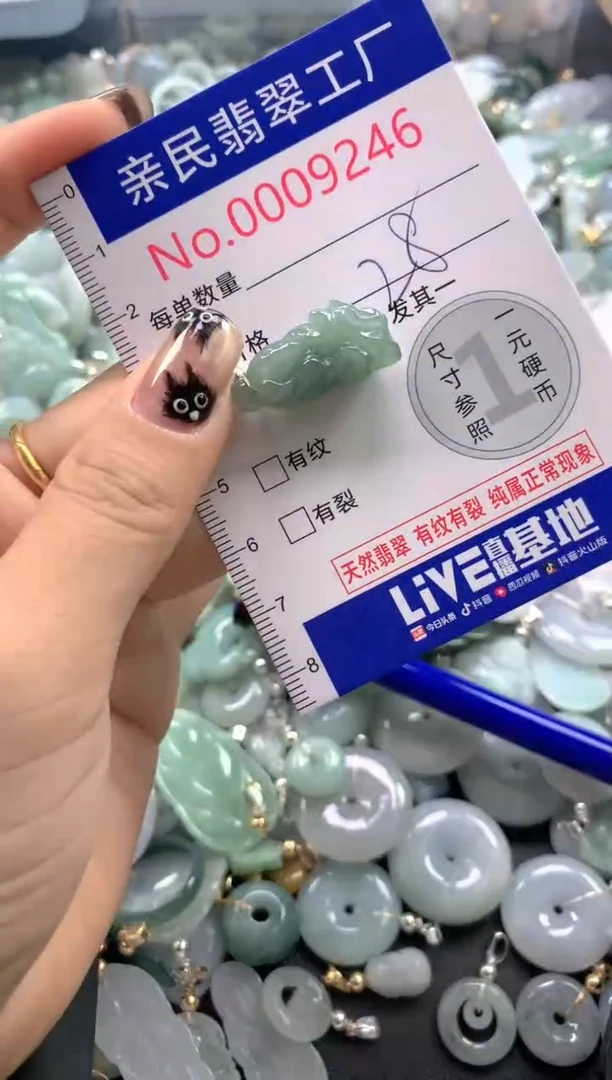 亲民翡翠工厂
No.0009246
每单数量
28
格
发其一
一元硬币
1
尺寸参照
0
1
2
5
6
7
8
有纹
有裂
天然翡翠 有纹有裂 纯属正常现象
LiVE直播基地
今日头条 抖音 西瓜视频 抖音火山版